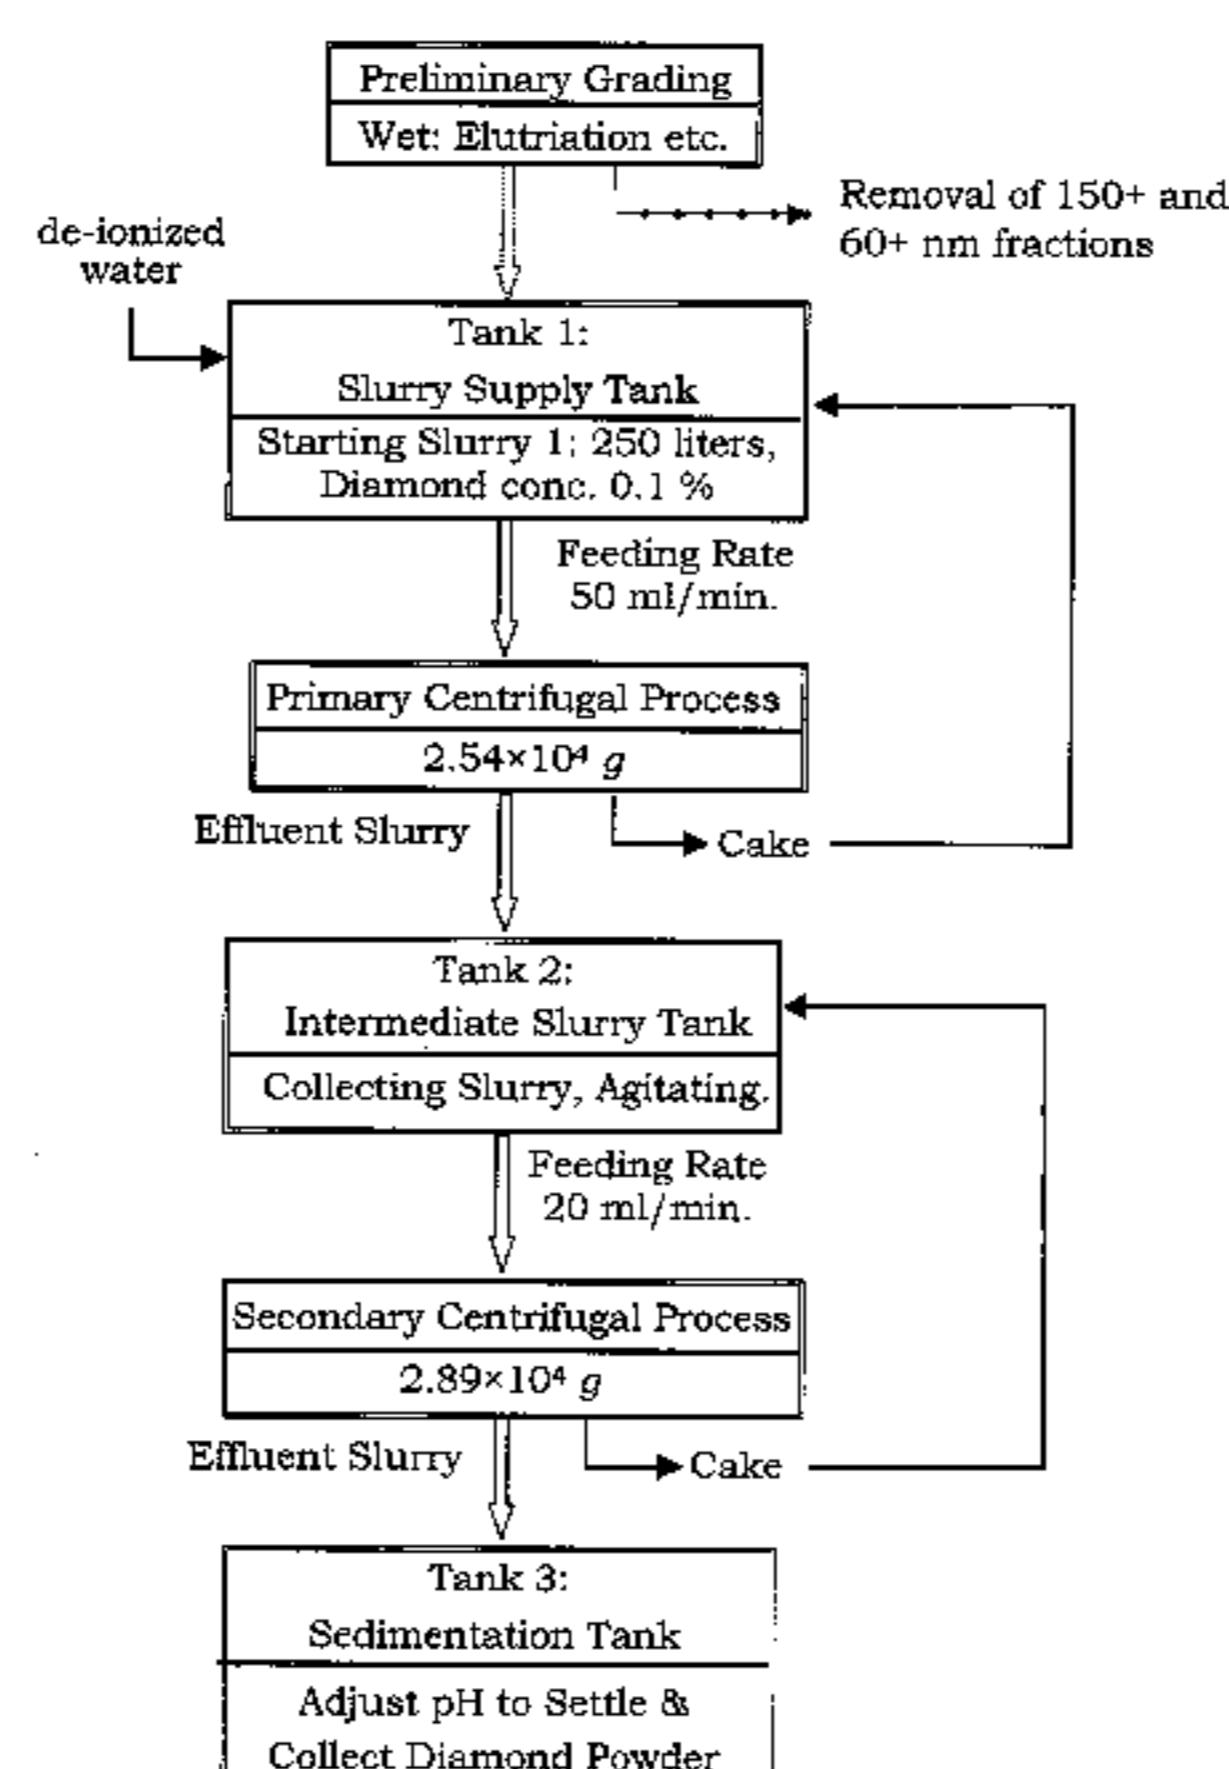 Preliminary Grading
Wet: Elutriation etc.
Removal of 150+ and
60+ nm fractions
de-ionized
water
Tank 1:
Slurry Supply Tank
Starting Slurry 1: 250 liters,
Diamond conc. 0.1 %
Feeding Rate
50 ml/min.
Primary Centrifugal Process
2.54×10⁴ g
Effluent Slurry
Cake
Tank 2:
Intermediate Slurry Tank
Collecting Slurry, Agitating.
Feeding Rate
20 ml/min.
Secondary Centrifugal Process
2.89×10⁴ g
Effluent Slurry
Cake
Tank 3:
Sedimentation Tank
Adjust pH to Settle &
Collect Diamond Powder